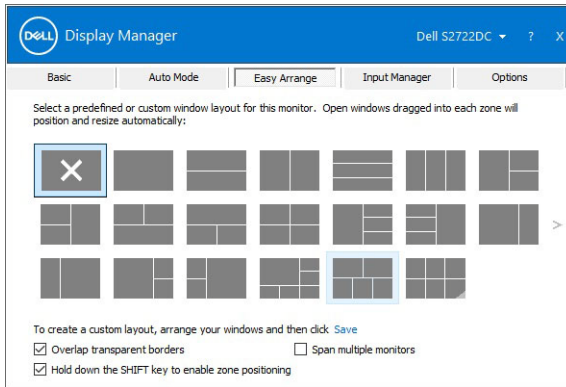 DELL Display Manager Dell S2722DC ? X
Basic Auto Mode Easy Arrange Input Manager Options
Select a predefined or custom window layout for this monitor. Open windows dragged into each zone will
position and resize automatically:
>
To create a custom layout, arrange your windows and then click Save
Overlap transparent borders Span multiple monitors
Hold down the SHIFT key to enable zone positioning